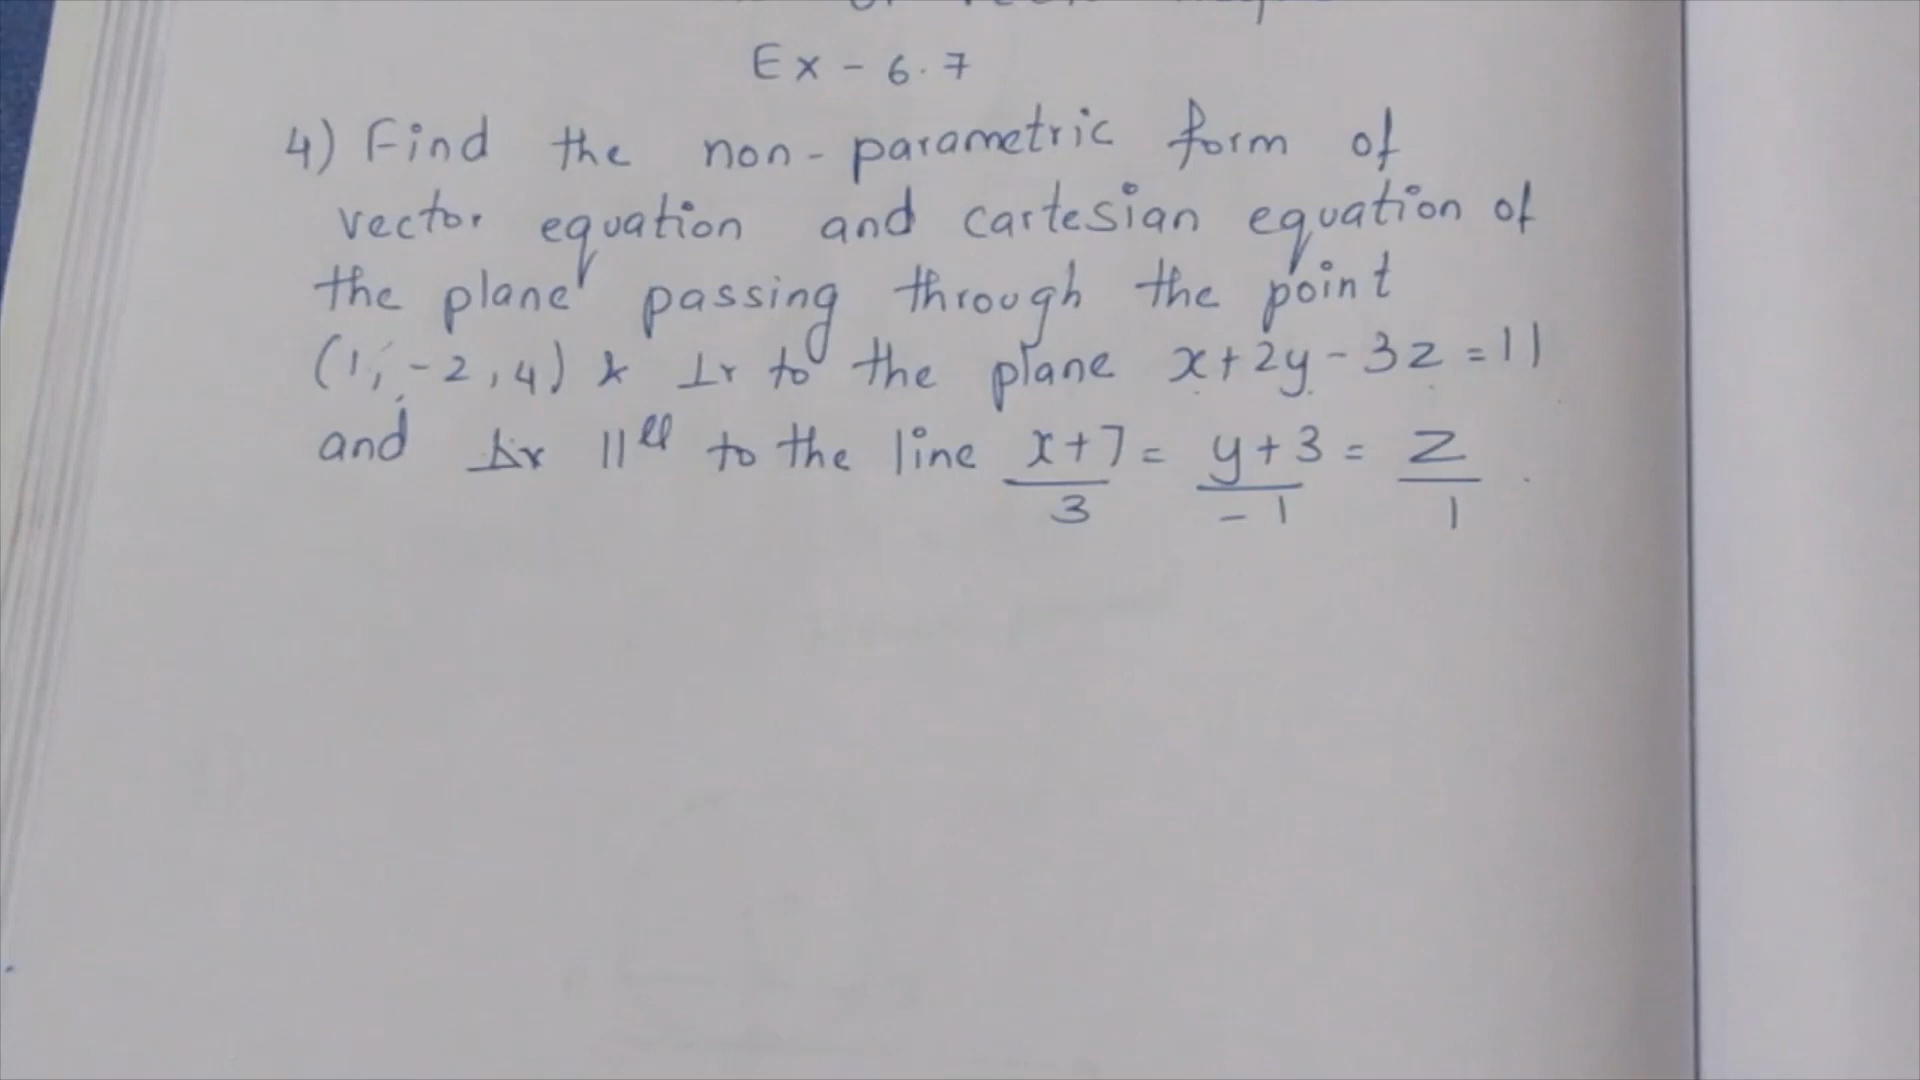 Ex - 6.7
4) Find the non-parametric form of
vector equation and cartesian equation of
the plane passing through the point
(1, -2, 4) & ⊥r to the plane x+2y-3z=11
and ||el to the line x+7/3 = y+3/-1 = z/1